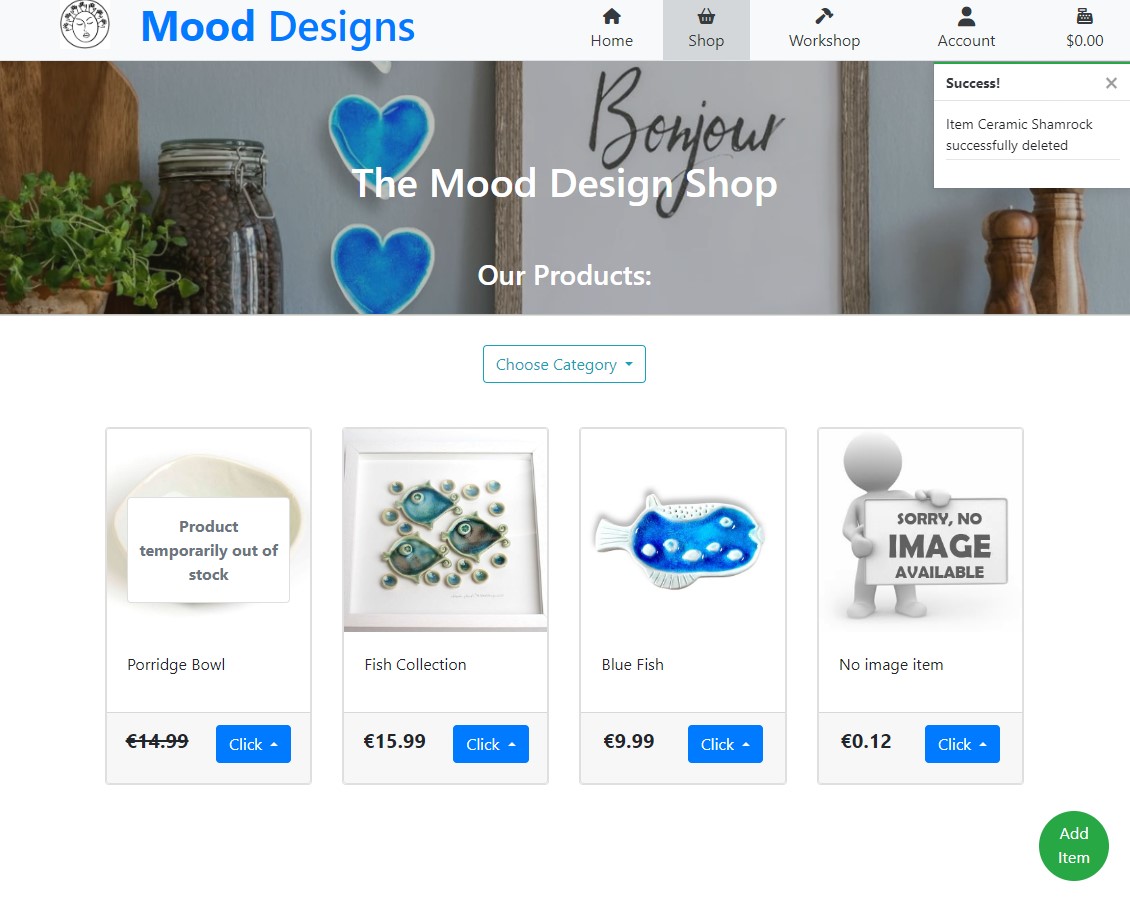 Mood Designs
Home
Shop
Workshop
Account
$0.00
Success!
×
Item Ceramic Shamrock
successfully deleted
Bonjour
The Mood Design Shop
Our Products:
Choose Category
Product
temporarily out of
stock
SORRY, NO
IMAGE
AVAILABLE
Porridge Bowl
Fish Collection
Blue Fish
No image item
€14.99
Click
€15.99
Click
€9.99
Click
€0.12
Click
Add
Item